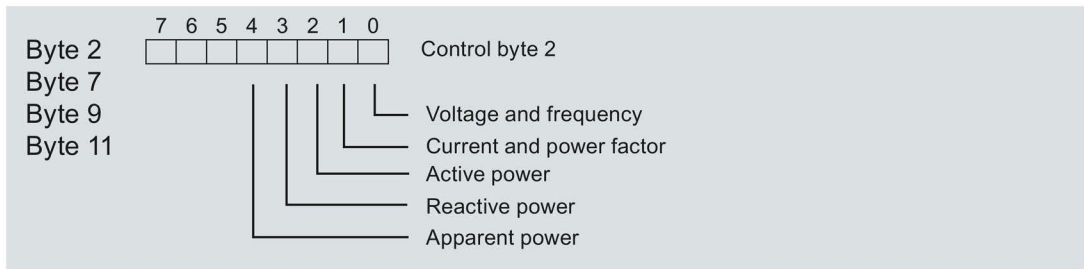 7 6 5 4 3 2 1 0
Byte 2 Control byte 2
Byte 7
Byte 9 Voltage and frequency
Byte 11 Current and power factor
Active power
Reactive power
Apparent power